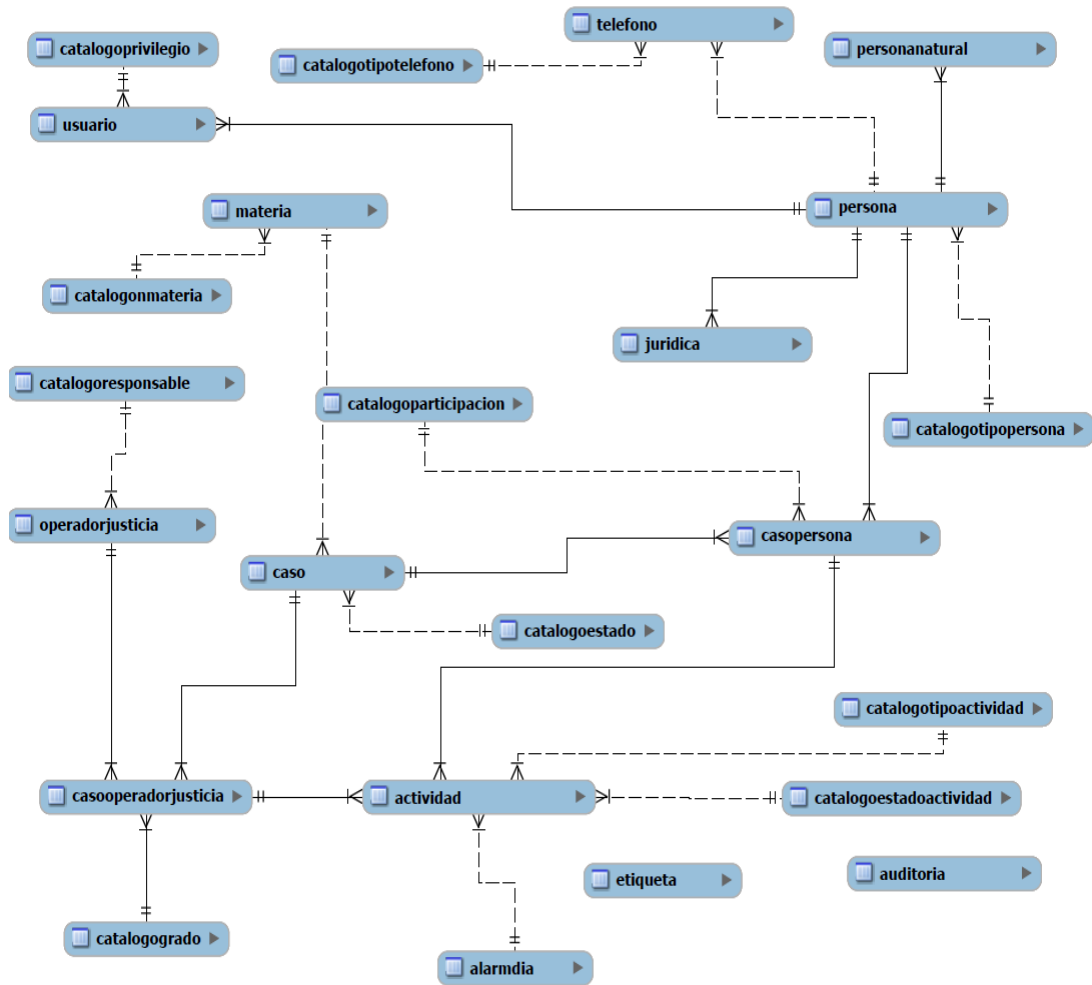 telefono
catalogoprivilegio
personanatural
catalogotipotelefono
usuario
materia
persona
catalogonmateria
juridica
catalogoresponsable
catalogoparticipacion
catalogotipopersona
operadorjusticia
casopersona
caso
catalogoestado
catalogotipoactividad
casooperadorjusticia
actividad
catalogoestadoactividad
etiqueta
auditoria
catalogogrado
alarmdia